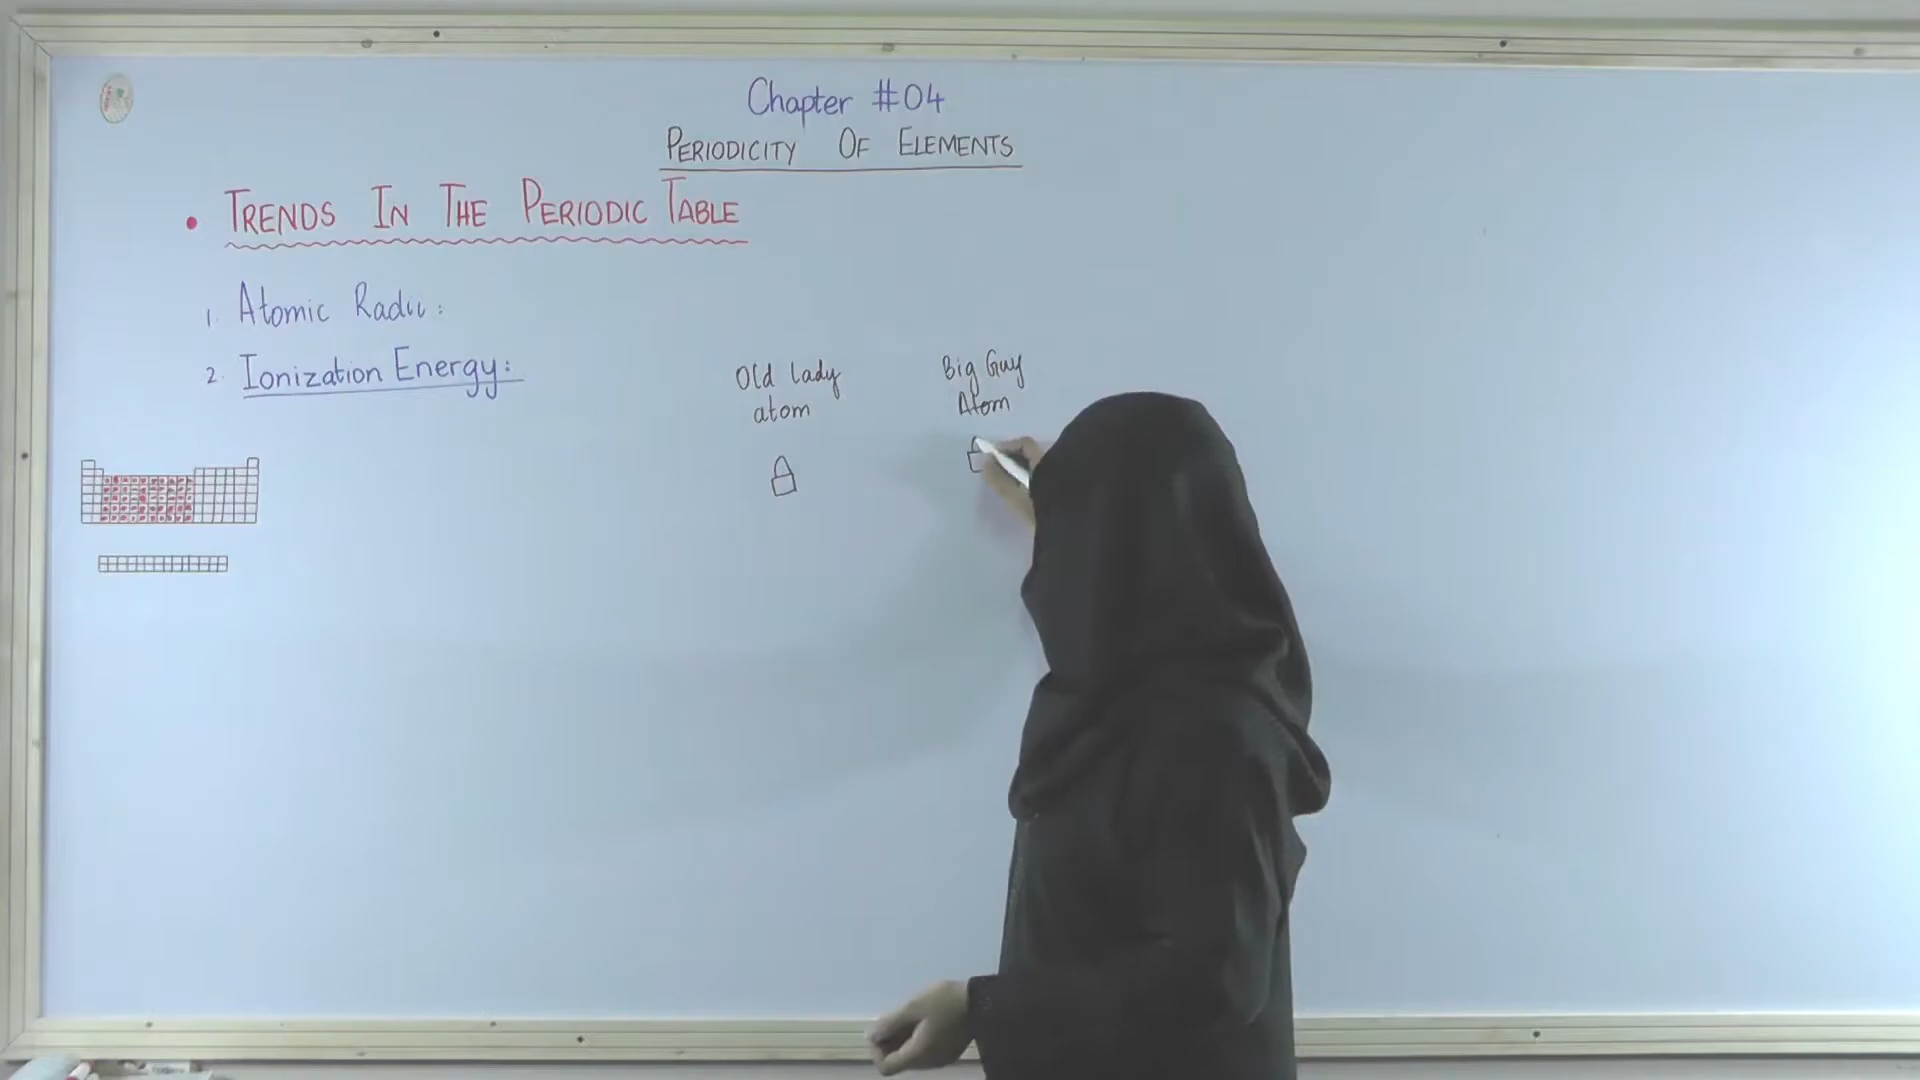 Chapter #04
PERIODICITY OF ELEMENTS
• TRENDS IN THE PERIODIC TABLE
1. Atomic Radii:
2. Ionization Energy:
Old lady
atom
Big Guy
Atom